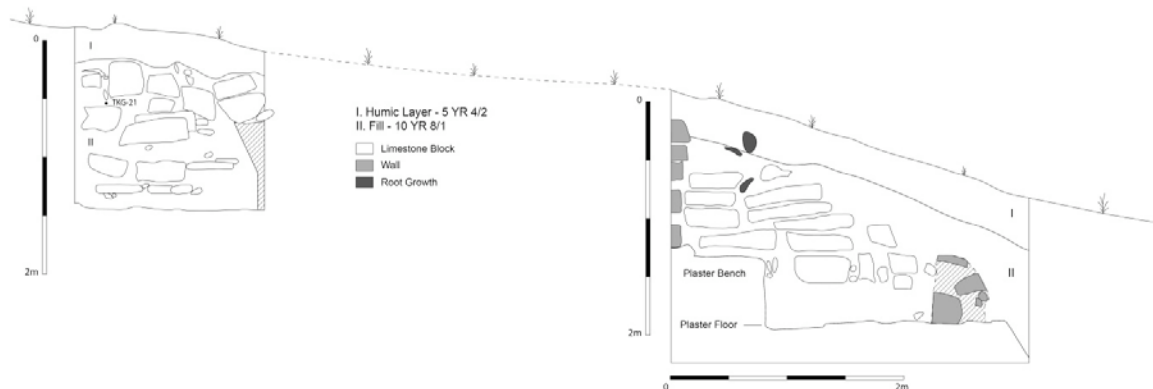 0
I
TKG-21
II
2m
I. Humic Layer - 5 YR 4/2
II. Fill - 10 YR 8/1
Limestone Block
Wall
Root Growth
0
I
II
Plaster Bench
Plaster Floor
2m
0
2m